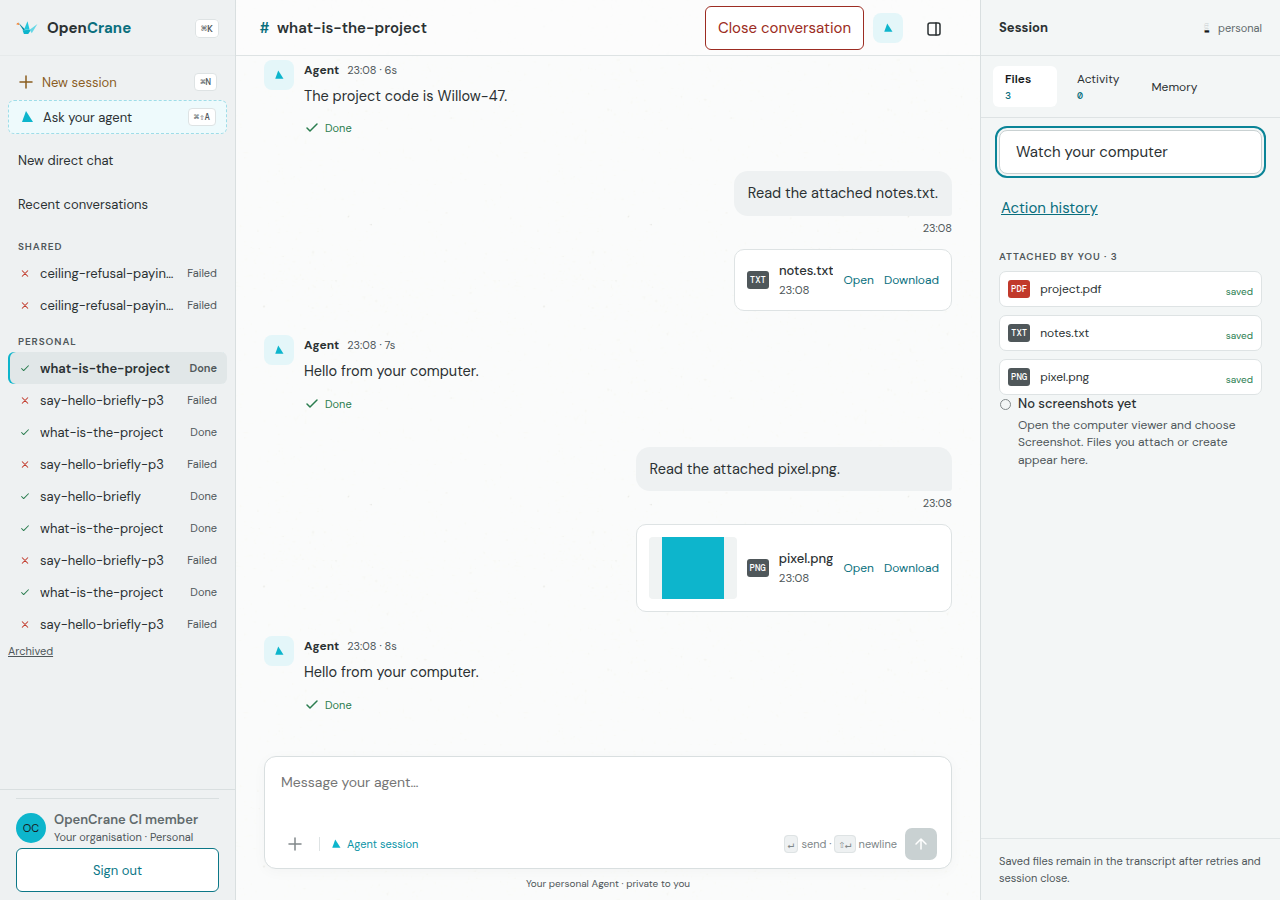 OpenCrane
⌘K
New session
⌘N
Ask your agent
⌘⇧A
New direct chat
Recent conversations
SHARED
ceiling-refusal-payin… Failed
ceiling-refusal-payin… Failed
PERSONAL
what-is-the-project Done
say-hello-briefly-p3 Failed
what-is-the-project Done
say-hello-briefly-p3 Failed
say-hello-briefly Done
what-is-the-project Done
say-hello-briefly-p3 Failed
what-is-the-project Done
say-hello-briefly-p3 Failed
Archived
OC
OpenCrane CI member
Your organisation · Personal
Sign out
# what-is-the-project
Close conversation
Agent 23:08 · 6s
The project code is Willow-47.
Done
Read the attached notes.txt.
23:08
TXT
notes.txt
23:08
Open Download
Agent 23:08 · 7s
Hello from your computer.
Done
Read the attached pixel.png.
23:08
PNG
pixel.png
23:08
Open Download
Agent 23:08 · 8s
Hello from your computer.
Done
Message your agent…
Agent session
↵ send · ⇧↵ newline
Your personal Agent · private to you
Session
personal
Files
3
Activity
0
Memory
Watch your computer
Action history
ATTACHED BY YOU · 3
PDF project.pdf saved
TXT notes.txt saved
PNG pixel.png saved
No screenshots yet
Open the computer viewer and choose
Screenshot. Files you attach or create
appear here.
Saved files remain in the transcript after retries and
session close.